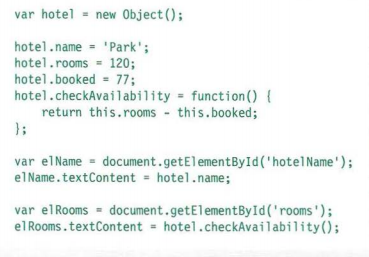 var hotel = new Object();
hotel.name = 'Park';
hotel.rooms = 120;
hotel.booked = 77;
hotel.checkAvailability = function() {
return this.rooms - this.booked;
};
var elName = document.getElementById('hotelName');
elName.textContent = hotel.name;
var elRooms = document.getElementById('rooms');
elRooms.textContent = hotel.checkAvailability();